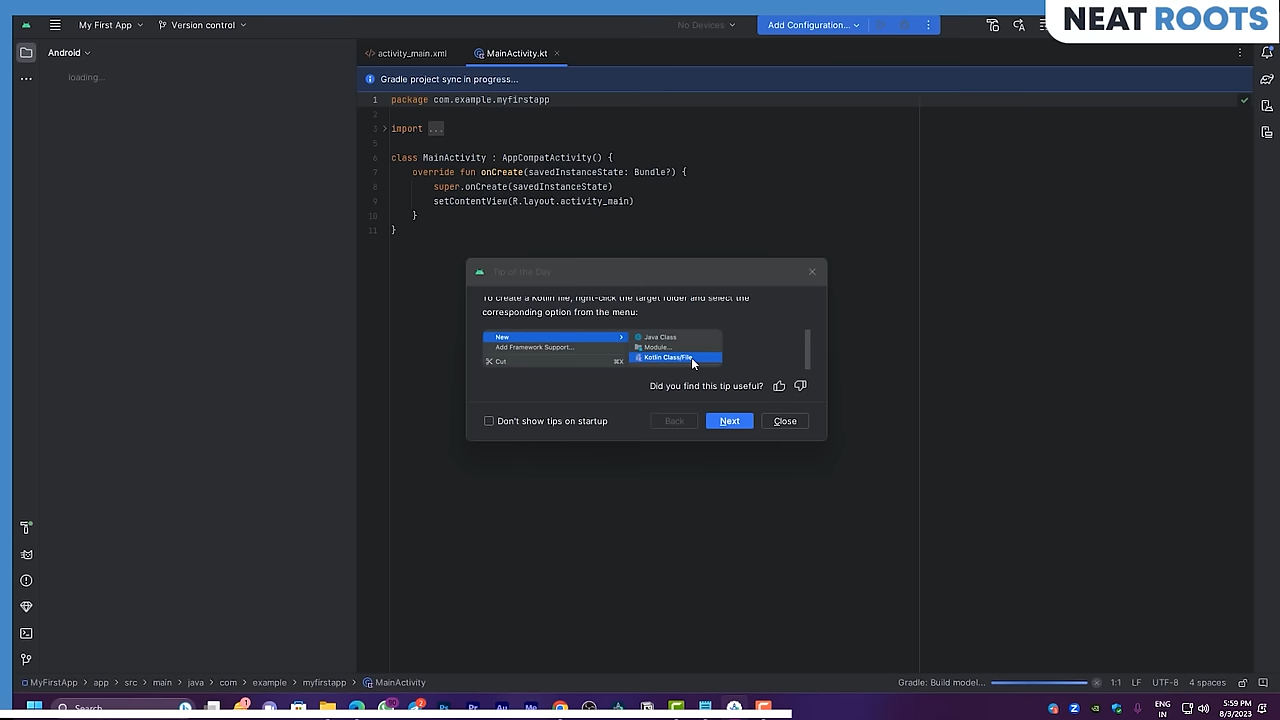 NEAT ROOTS
My First App
Version control
No Devices
Add Configuration...
Android
activity_main.xml
MainActivity.kt
loading...
Gradle project sync in progress...
1 package com.example.myfirstapp
2
3 import ...
5
6 class MainActivity : AppCompatActivity() {
7 override fun onCreate(savedInstanceState: Bundle?) {
8 super.onCreate(savedInstanceState)
9 setContentView(R.layout.activity_main)
10 }
11 }
Tip of the Day
To create a Kotlin file, right-click the target folder and select the
corresponding option from the menu:
New
Java Class
Add Framework Support...
Module...
Kotlin Class/File
Cut
⌘X
Did you find this tip useful?
Don't show tips on startup
Back
Next
Close
MyFirstApp > app > src > main > java > com > example > myfirstapp > MainActivity
Gradle: Build model...
1:1 LF UTF-8 4 spaces
Search
ENG
IN
5:59 PM
8/3/2023